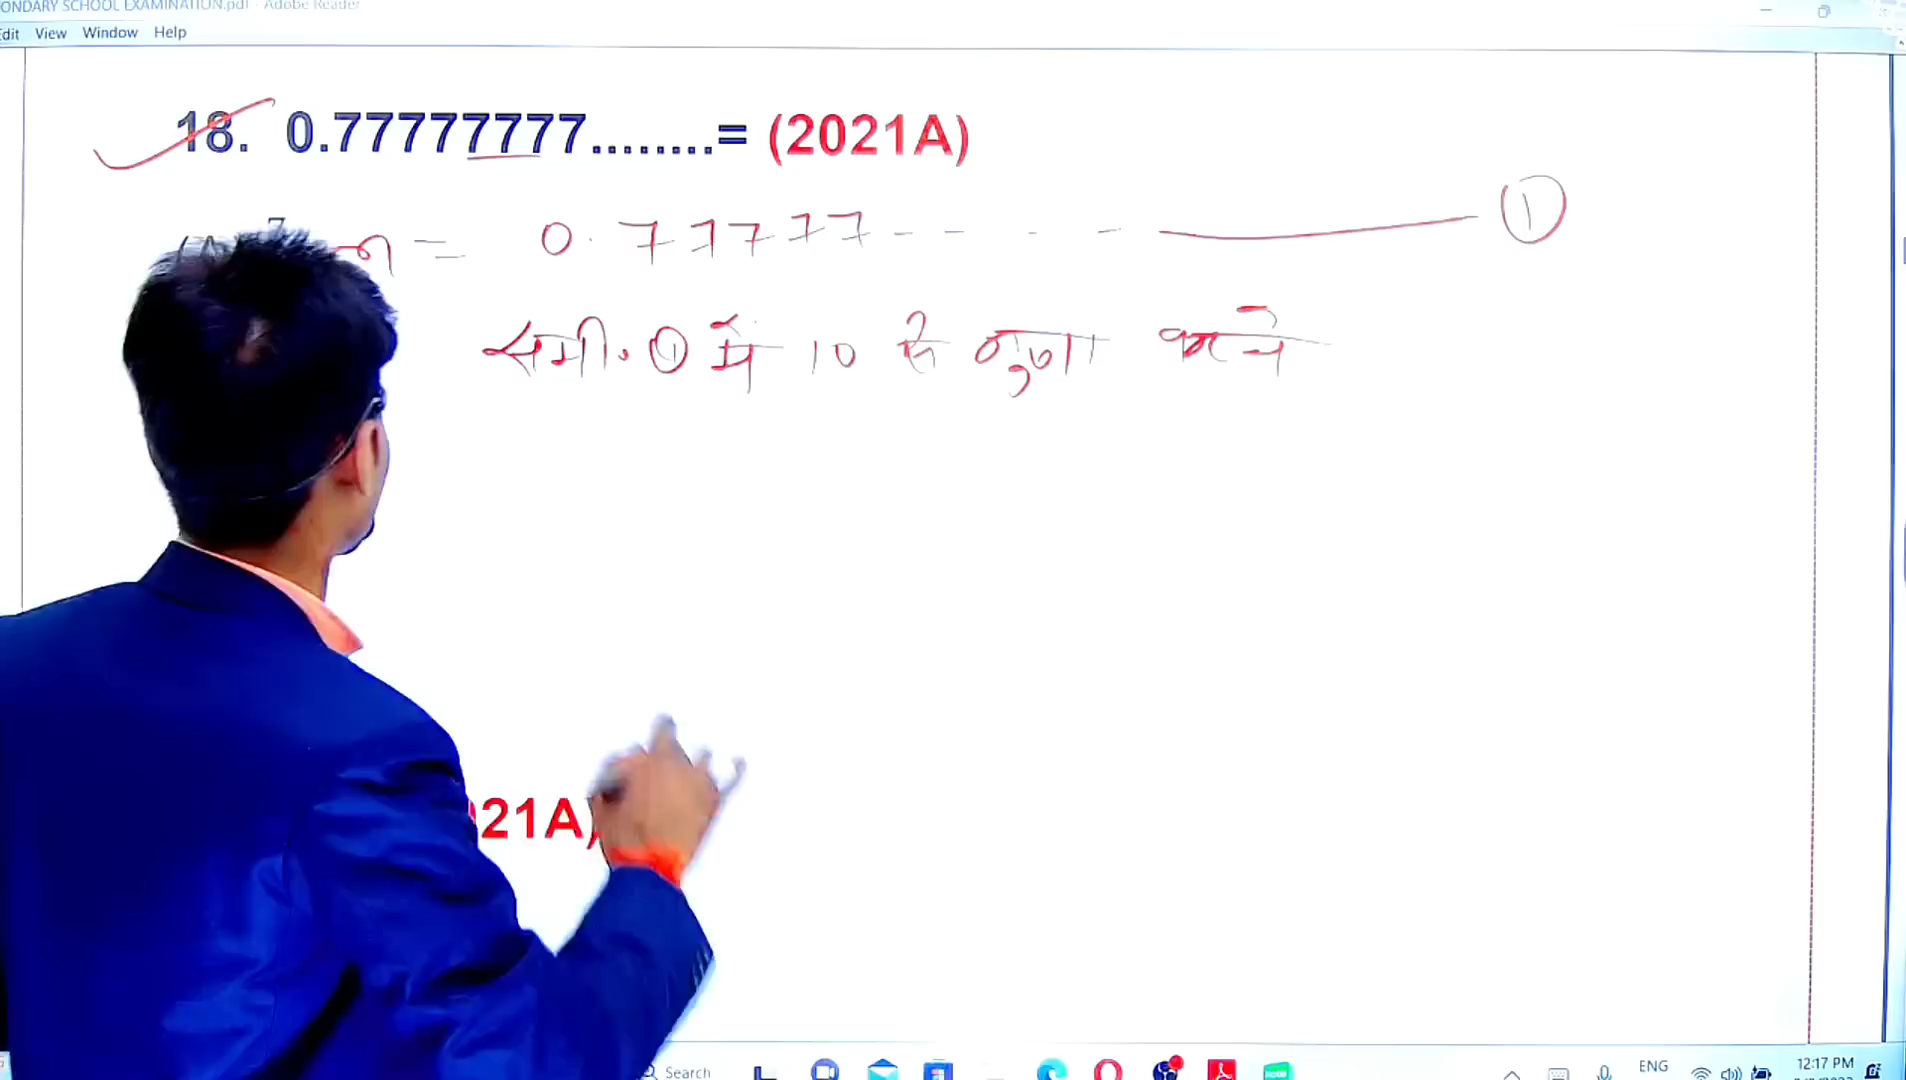 ONDARY SCHOOL EXAMINATION.pdf - Adobe Reader
Edit View Window Help
18. 0.77777777........= (2021A)
= 0.77777-- - - ① 
समी. ① में 10 से गुणा करने
21A)
Search
ENG
12:17 PM